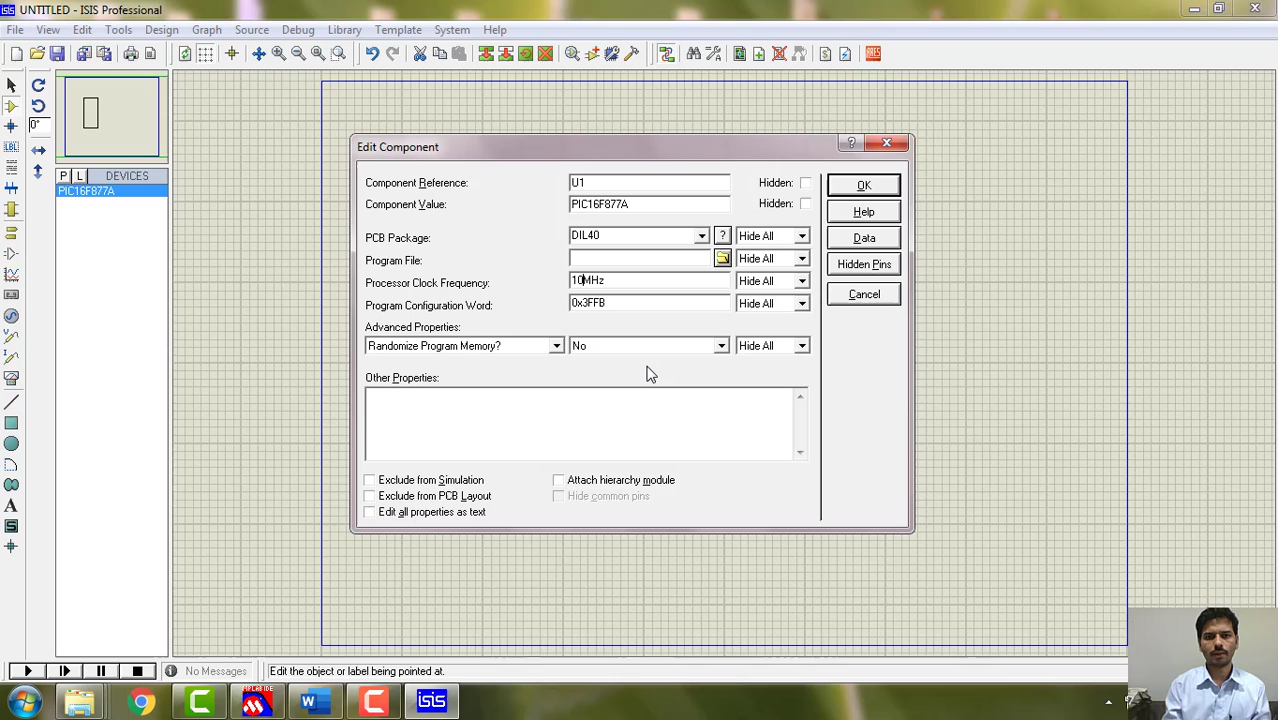 UNTITLED - ISIS Professional
File View Edit Tools Design Graph Source Debug Library Template System Help
LBL
ARES
0°
P L DEVICES
PIC16F877A
Edit Component
Component Reference: U1 Hidden: OK
Component Value: PIC16F877A Hidden: Help
PCB Package: DIL40 ? Hide All Data
Program File: Hide All Hidden Pins
Processor Clock Frequency: 10MHz Hide All Cancel
Program Configuration Word: 0x3FFB Hide All
Advanced Properties:
Randomize Program Memory? No Hide All
Other Properties:
Exclude from Simulation Attach hierarchy module
Exclude from PCB Layout Hide common pins
Edit all properties as text
A
S
No Messages Edit the object or label being pointed at.
isis